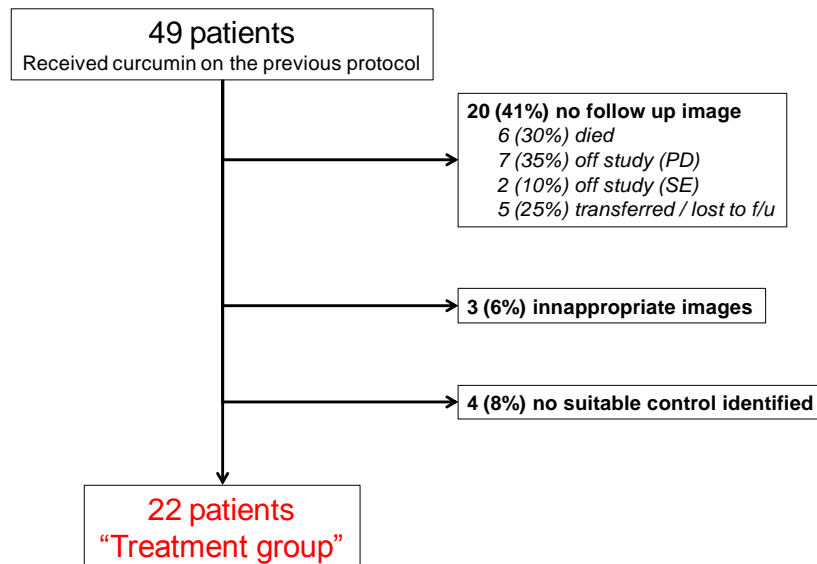 49 patients
Received curcumin on the previous protocol
20 (41%) no follow up image
6 (30%) died
7 (35%) off study (PD)
2 (10%) off study (SE)
5 (25%) transferred / lost to f/u
3 (6%) innappropriate images
4 (8%) no suitable control identified
22 patients
“Treatment group”